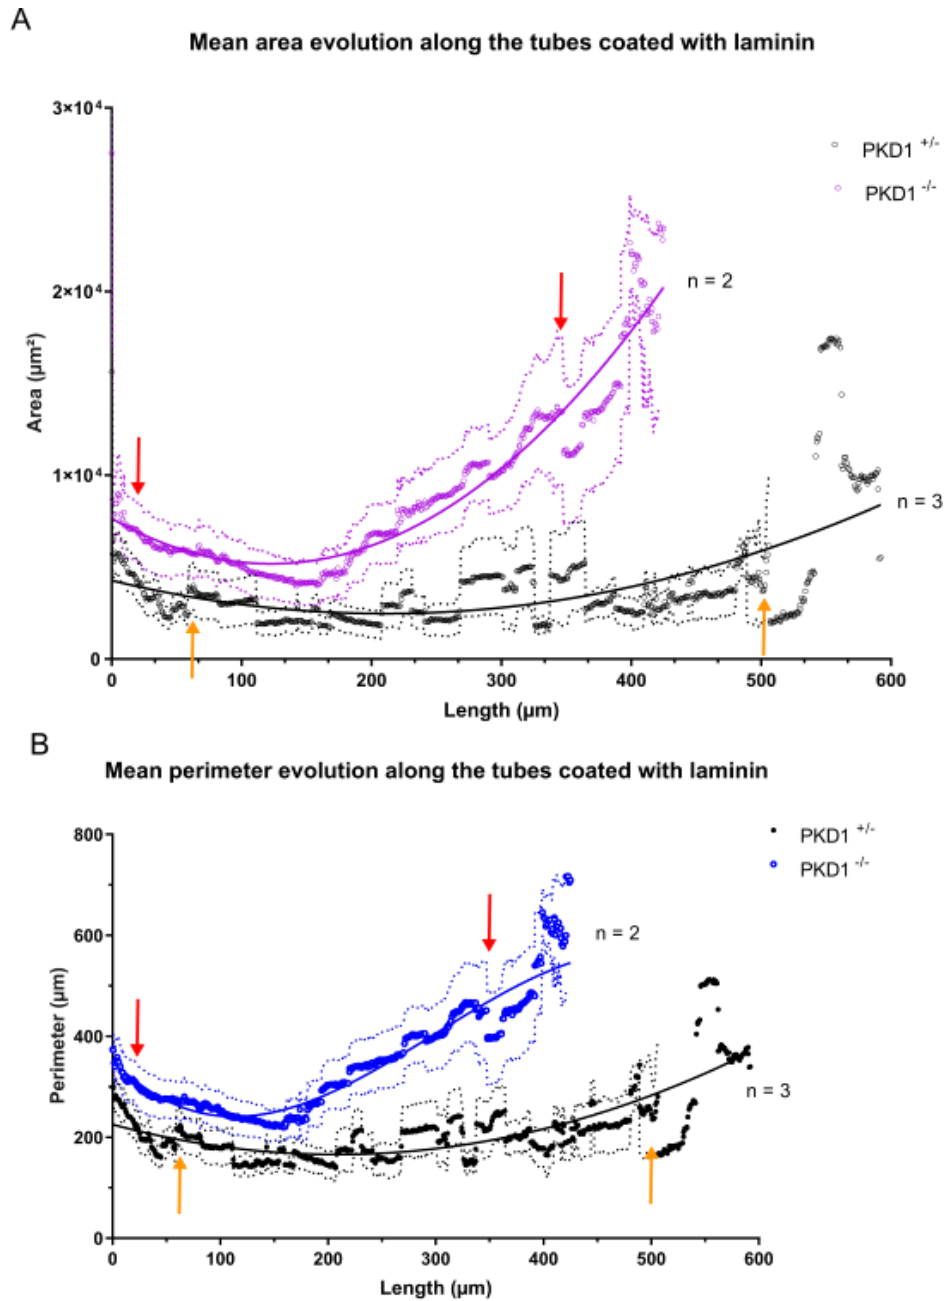 A
Mean area evolution along the tubes coated with laminin
3×10⁴
2×10⁴
1×10⁴
0
Area (µm²)
PKD1 +/-
PKD1 -/-
n = 2
n = 3
0 100 200 300 400 500 600
Length (µm)
B
Mean perimeter evolution along the tubes coated with laminin
800
600
400
200
0
Perimeter (µm)
PKD1 +/-
PKD1 -/-
n = 2
n = 3
0 100 200 300 400 500 600
Length (µm)